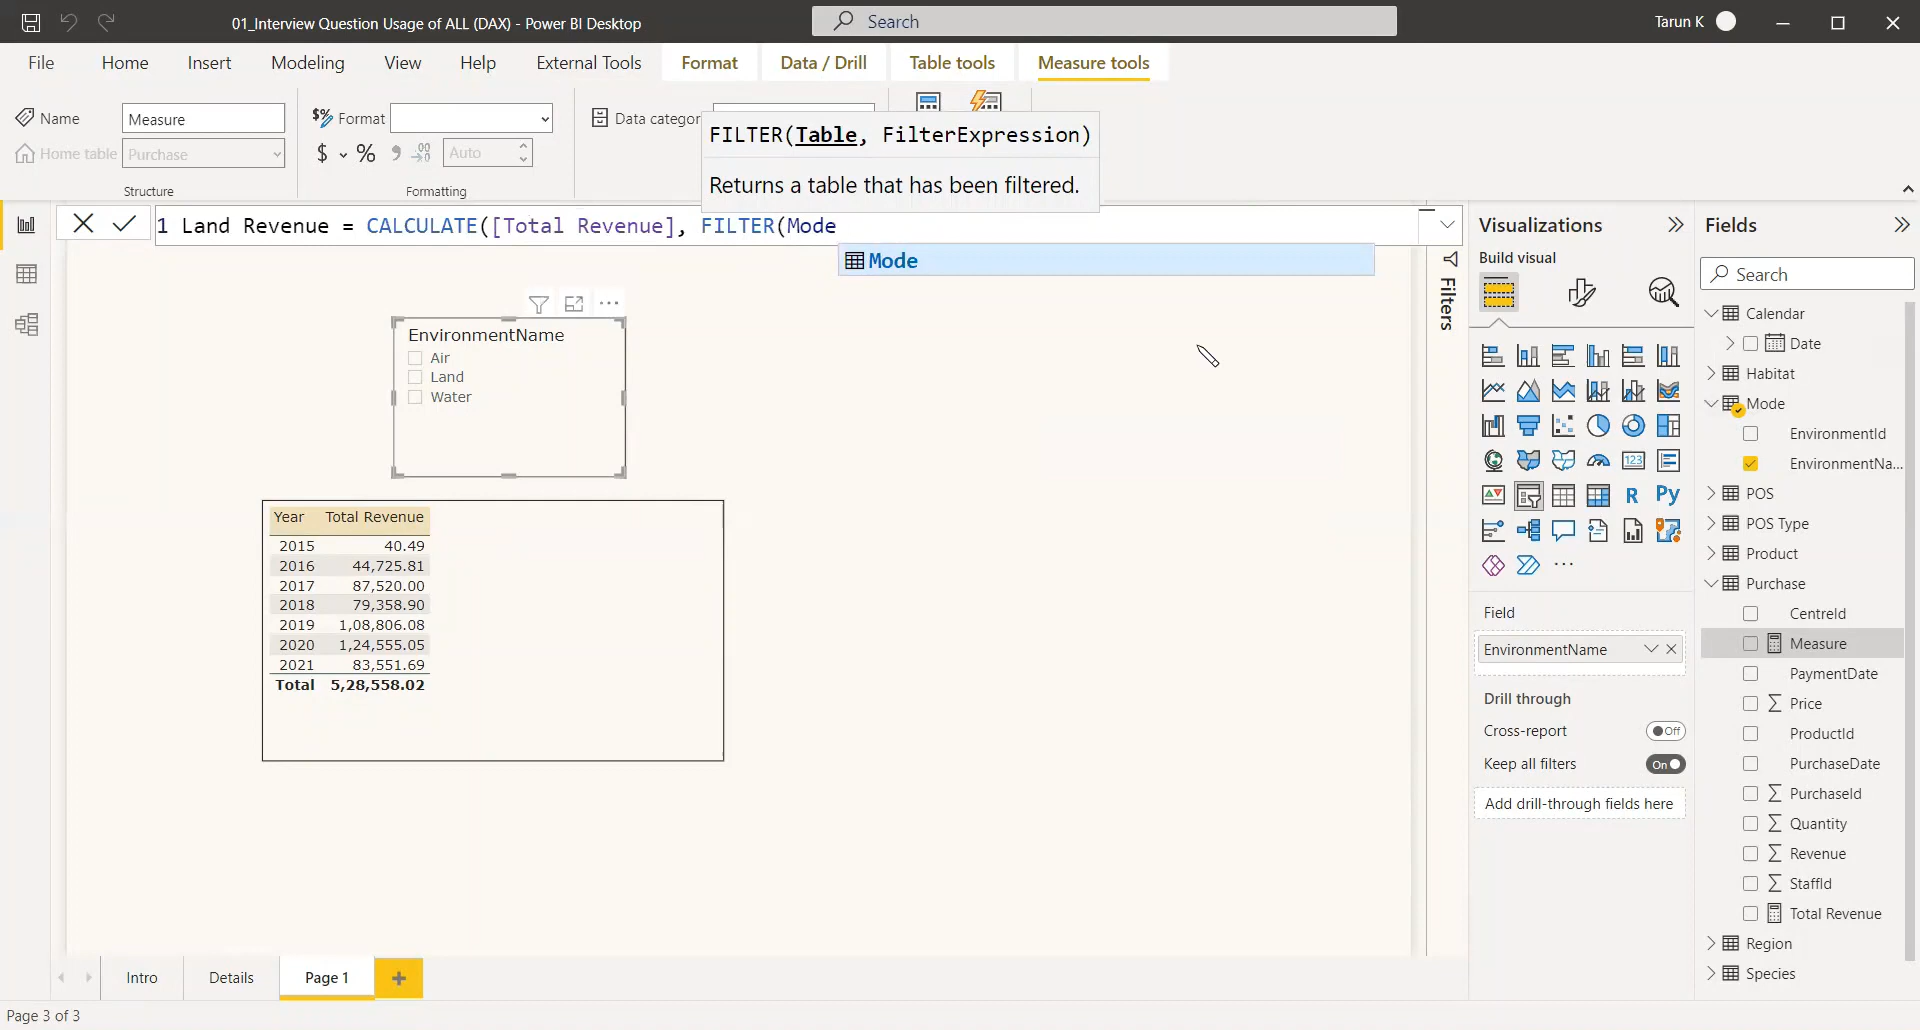 01_Interview Question Usage of ALL (DAX) - Power BI Desktop
Search
Tarun K
File Home Insert Modeling View Help External Tools Format Data / Drill Table tools Measure tools
Name Measure
Home table Purchase
Structure
$% Format
$ % 9 .00 Auto
Formatting
Data categor
FILTER(Table, FilterExpression)
Returns a table that has been filtered.
1 Land Revenue = CALCULATE([Total Revenue], FILTER(Mode
Mode
EnvironmentName
Air
Land
Water
Year Total Revenue
2015 40.49
2016 44,725.81
2017 87,520.00
2018 79,358.90
2019 1,08,806.08
2020 1,24,555.05
2021 83,551.69
Total 5,28,558.02
Filters
Visualizations
Build visual
123
R Py
Field
EnvironmentName
Drill through
Cross-report Off
Keep all filters On
Add drill-through fields here
Fields
Search
Calendar
Date
Habitat
Mode
EnvironmentId
EnvironmentNa...
POS
POS Type
Product
Purchase
CentreId
Measure
PaymentDate
Price
ProductId
PurchaseDate
PurchaseId
Quantity
Revenue
StaffId
Total Revenue
Region
Species
Intro Details Page 1
Page 3 of 3